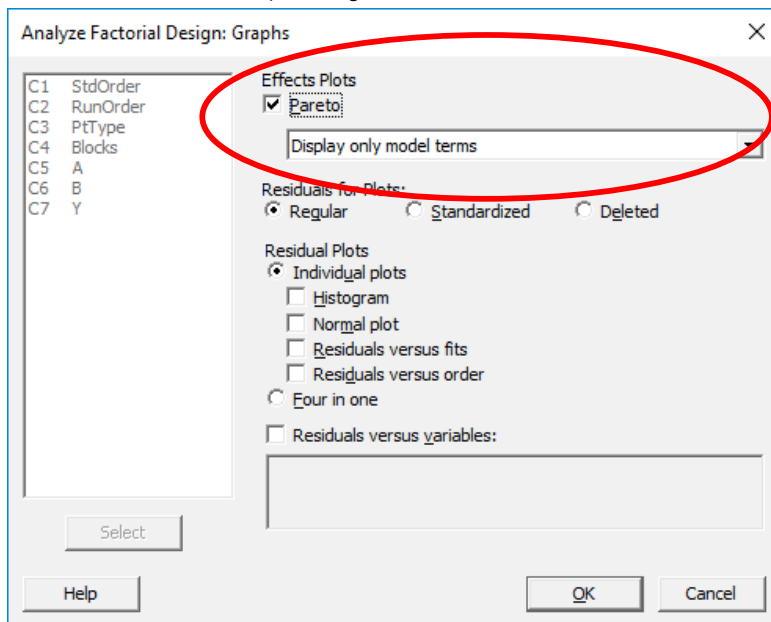 Analyze Factorial Design: Graphs
C1 StdOrder
C2 RunOrder
C3 PtType
C4 Blocks
C5 A
C6 B
C7 Y
Effects Plots
Pareto
Display only model terms
Residuals for Plots:
Regular Standardized Deleted
Residual Plots
Individual plots
Histogram
Normal plot
Residuals versus fits
Residuals versus order
Four in one
Residuals versus variables:
Select
Help OK Cancel